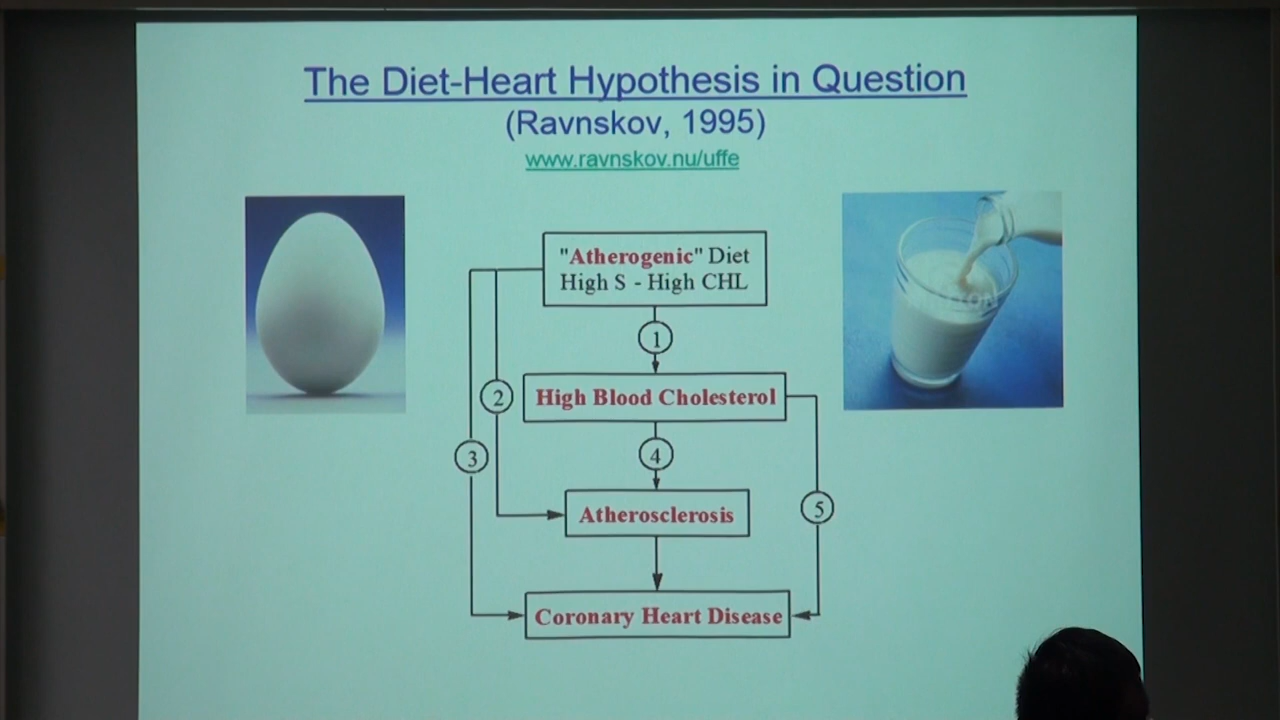 The Diet-Heart Hypothesis in Question
(Ravnskov, 1995)
www.ravnskov.nu/uffe
"Atherogenic" Diet
High S - High CHL
1
High Blood Cholesterol
2
3
4
Atherosclerosis
5
Coronary Heart Disease